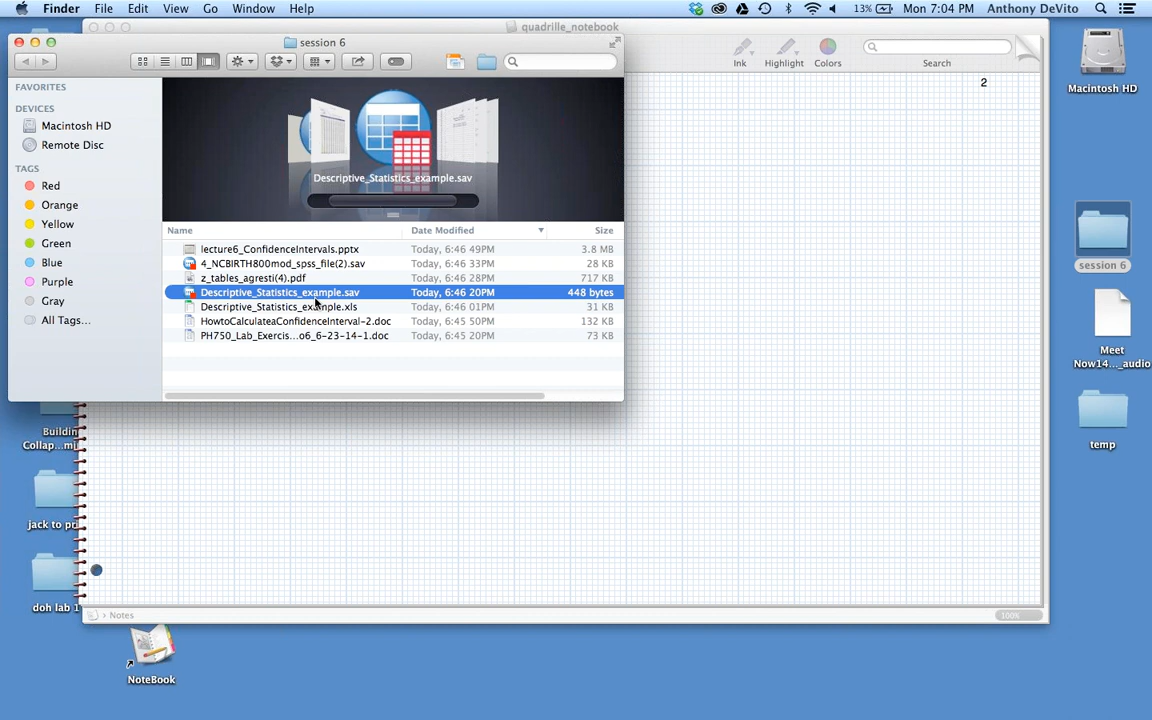 Finder File Edit View Go Window Help 13% Mon 7:04 PM Anthony DeVito
quadrille_notebook
session 6
Ink Highlight Colors Search
2
FAVORITES
DEVICES
Macintosh HD
Remote Disc
TAGS
Red
Orange
Yellow
Green
Blue
Purple
Gray
All Tags...
Descriptive_Statistics_example.sav
Name Date Modified Size
lecture6_ConfidenceIntervals.pptx Today, 6:46 49PM 3.8 MB
4_NCBIRTH800mod_spss_file(2).sav Today, 6:46 33PM 28 KB
z_tables_agresti(4).pdf Today, 6:46 28PM 717 KB
Descriptive_Statistics_example.sav Today, 6:46 20PM 448 bytes
Descriptive_Statistics_example.xls Today, 6:46 01PM 31 KB
HowtoCalculateaConfidenceInterval-2.doc Today, 6:45 50PM 132 KB
PH750_Lab_Exercis...o6_6-23-14-1.doc Today, 6:45 20PM 73 KB
Macintosh HD
session 6
Meet
Now14..._audio
temp
Buildin
Collap...mi
jack to pr
doh lab 1
› Notes 100%
NoteBook